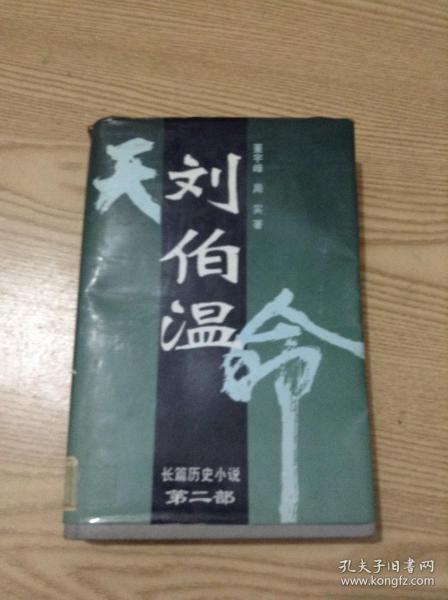 天命
刘伯温
董宇峰 周实 著
长篇历史小说
第二部
孔夫子旧书网
www.kongfz.com